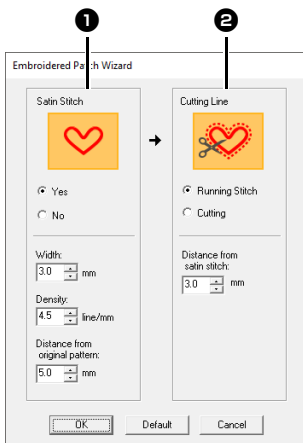 1 2
Embroidered Patch Wizard
Satin Stitch
Yes
No
Width:
3.0 mm
Density:
4.5 line/mm
Distance from
original pattern:
5.0 mm
Cutting Line
Running Stitch
Cutting
Distance from
satin stitch:
3.0 mm
OK Default Cancel